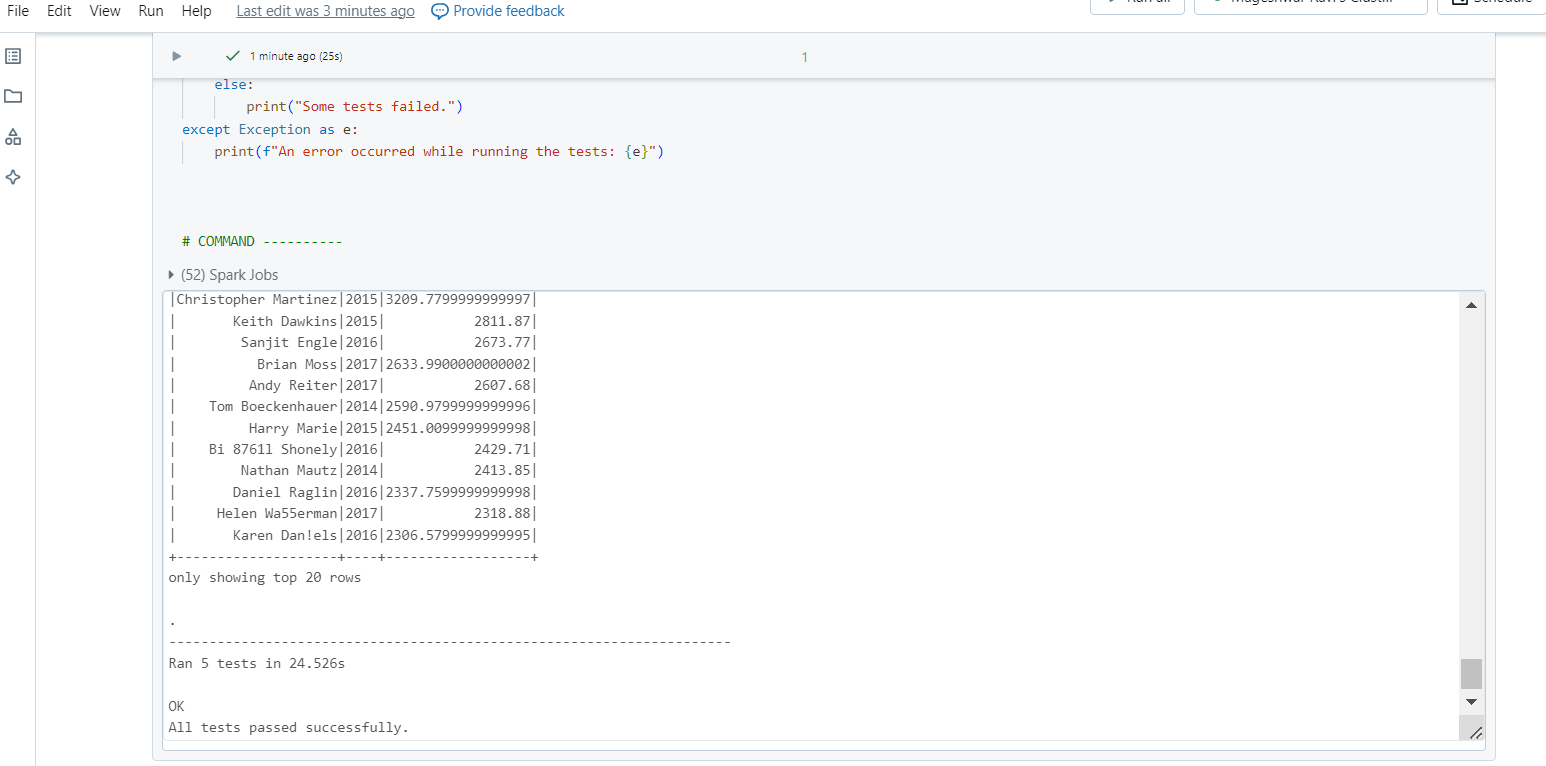 File Edit View Run Help Last edit was 3 minutes ago Provide feedback
1 minute ago (25s) 1
else:
print("Some tests failed.")
except Exception as e:
print(f"An error occurred while running the tests: {e}")
# COMMAND ----------
(52) Spark Jobs
|Christopher Martinez|2015|3209.7799999999997|
|       Keith Dawkins|2015|           2811.87|
|        Sanjit Engle|2016|           2673.77|
|          Brian Moss|2017|2633.9900000000002|
|         Andy Reiter|2017|           2607.68|
|    Tom Boeckenhauer|2014|2590.9799999999996|
|         Harry Marie|2015|2451.0099999999998|
|    Bi 8761l Shonely|2016|           2429.71|
|        Nathan Mautz|2014|           2413.85|
|       Daniel Raglin|2016|2337.7599999999998|
|     Helen Wa55erman|2017|           2318.88|
|       Karen Dan!els|2016|2306.5799999999995|
+--------------------+----+------------------+
only showing top 20 rows
.
----------------------------------------------------------------------
Ran 5 tests in 24.526s
OK
All tests passed successfully.